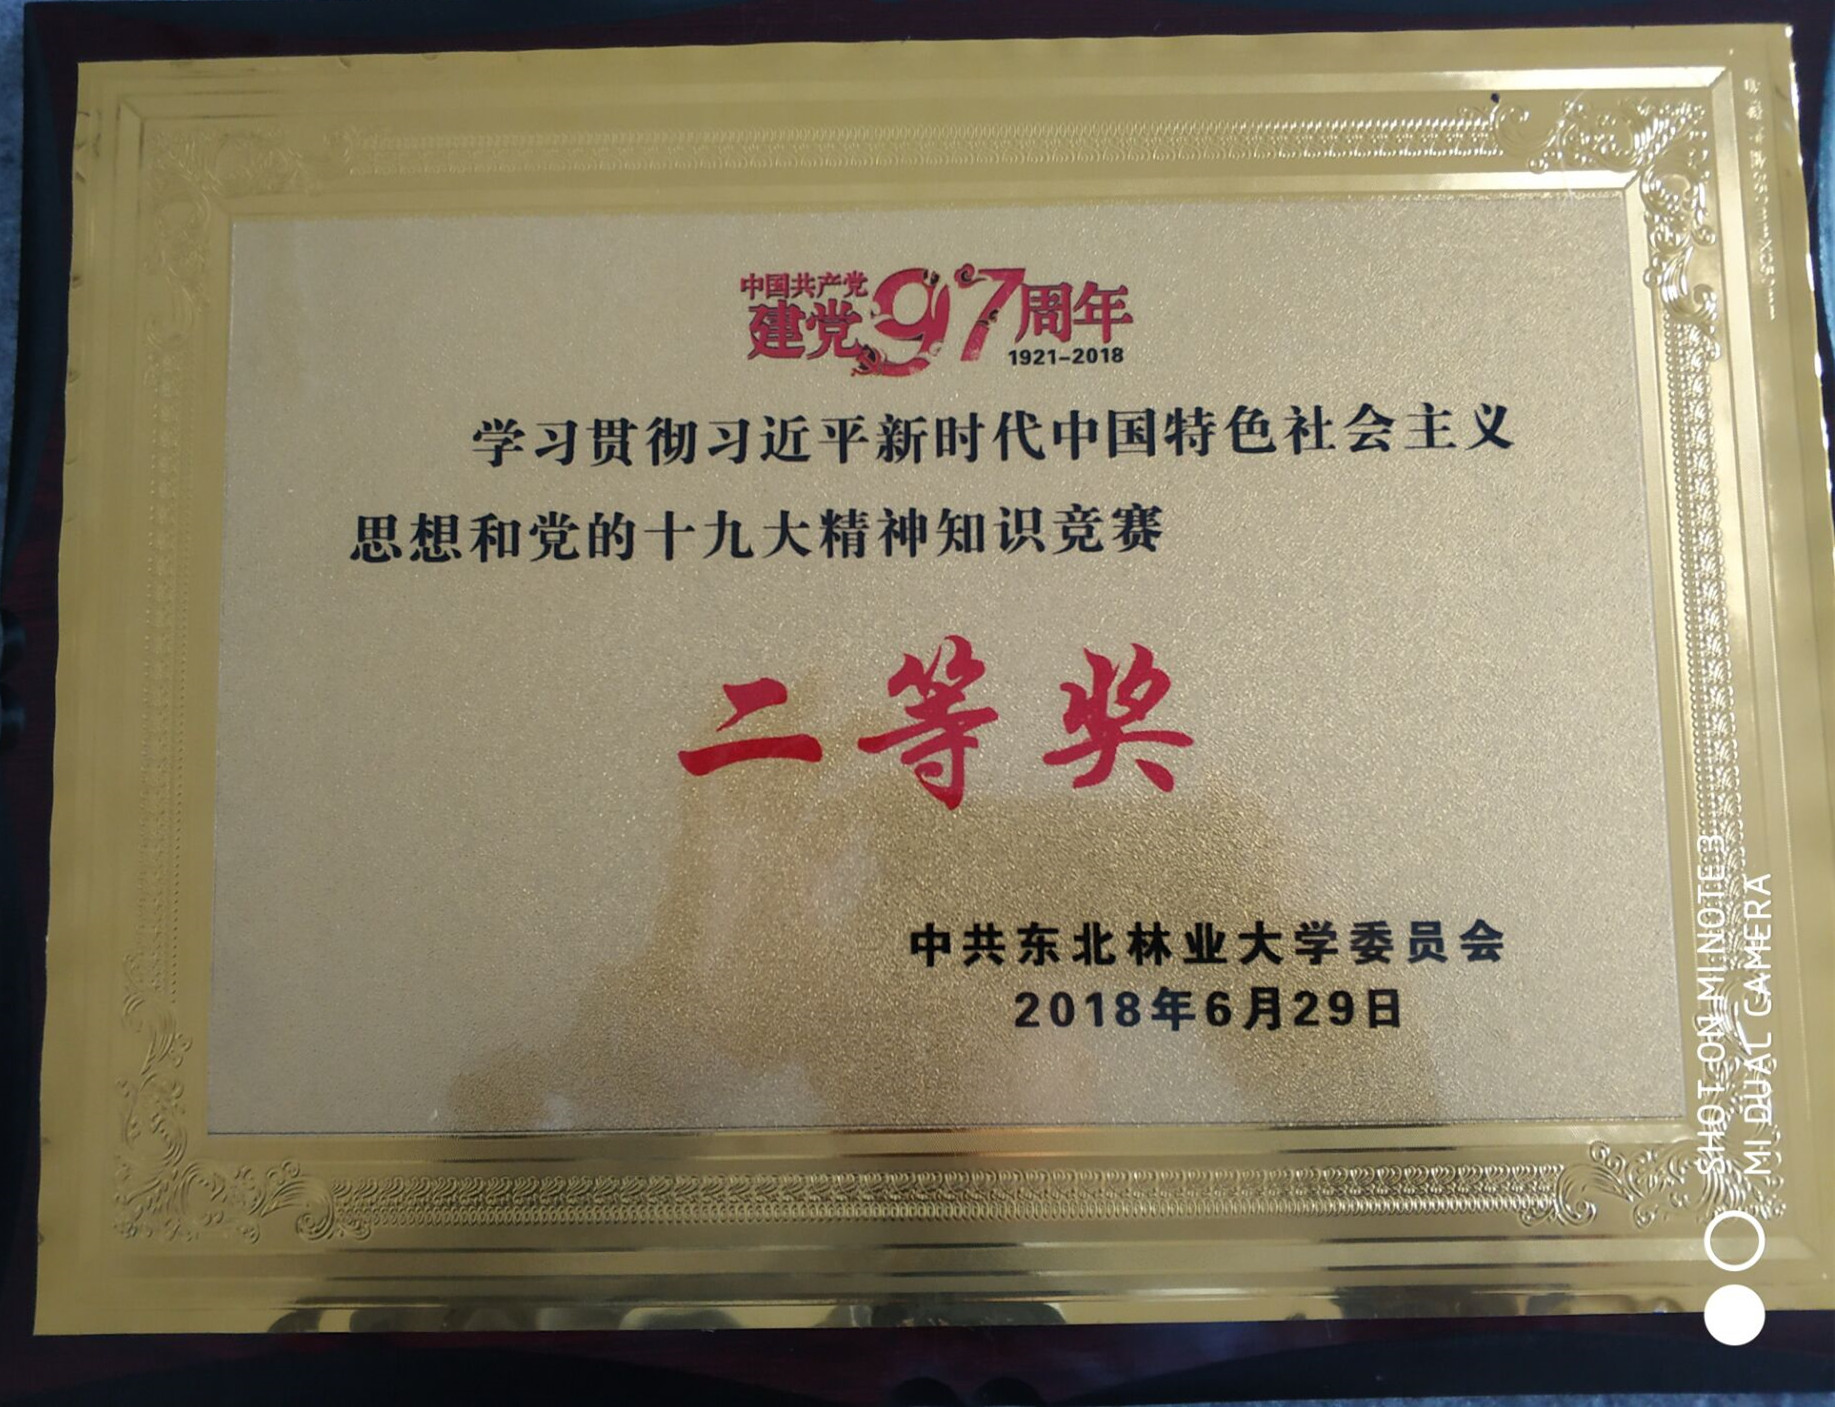 中国共产党
建党97周年
1921-2018
学习贯彻习近平新时代中国特色社会主义
思想和党的十九大精神知识竞赛
二等奖
中共东北林业大学委员会
2018年6月29日
SHOT ON MI NOTE 3
MI DUAL CAMERA